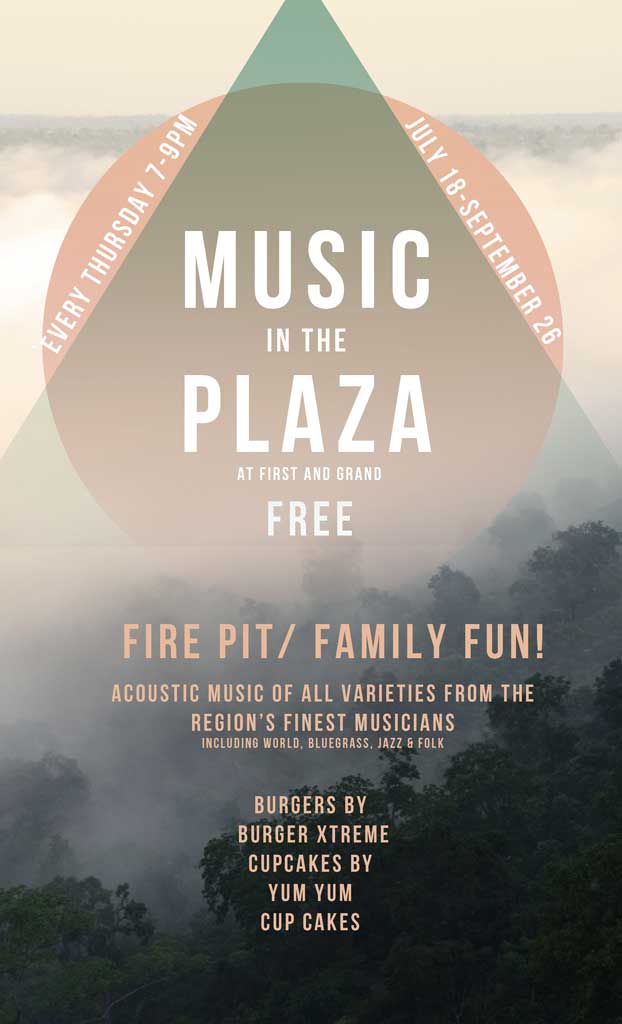 EVERY THURSDAY 7-9PM
JULY 18-SEPTEMBER 26
MUSIC
IN THE
PLAZA
AT FIRST AND GRAND
FREE
FIRE PIT/ FAMILY FUN!
ACOUSTIC MUSIC OF ALL VARIETIES FROM THE
REGION'S FINEST MUSICIANS
INCLUDING WORLD, BLUEGRASS, JAZZ & FOLK
BURGERS BY
BURGER XTREME
CUPCAKES BY
YUM YUM
CUP CAKES